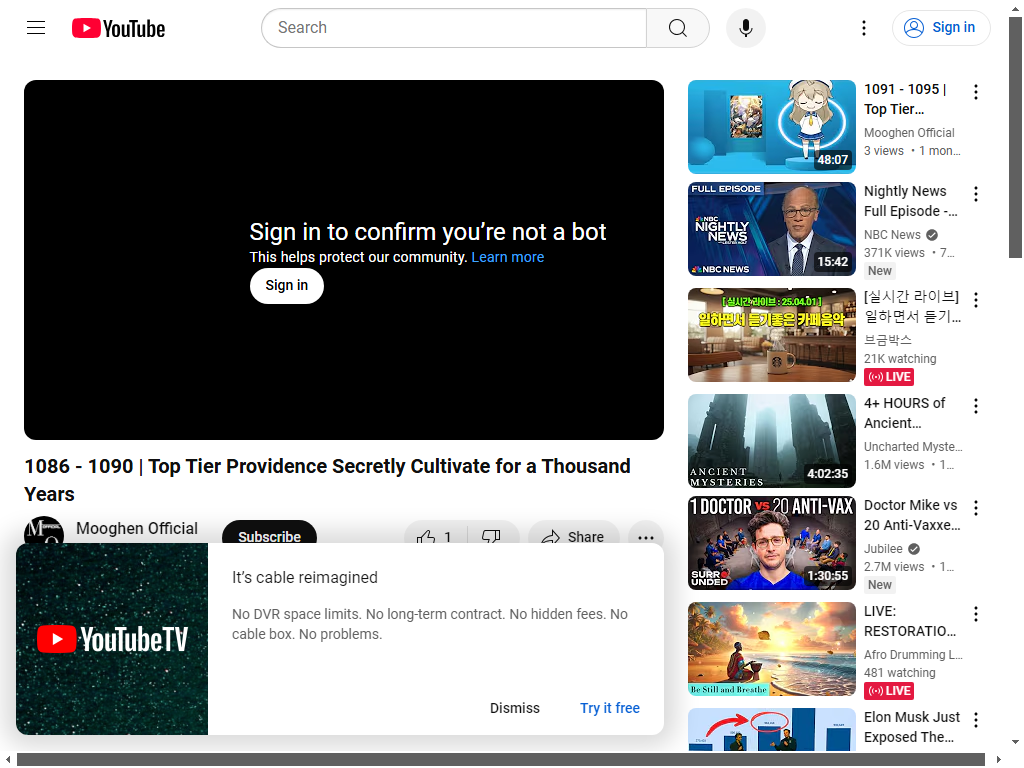 YouTube
Search
Sign in
Sign in to confirm you’re not a bot
This helps protect our community. Learn more
Sign in
1086 - 1090 | Top Tier Providence Secretly Cultivate for a Thousand
Years
Mooghen Official
Subscribe
1
Share
YouTubeTV
It’s cable reimagined
No DVR space limits. No long-term contract. No hidden fees. No
cable box. No problems.
Dismiss
Try it free
48:07
1091 - 1095 |
Top Tier…
Mooghen Official
3 views • 1 mon…
FULL EPISODE
NBC
NIGHTLY
NEWS
NBC NEWS
15:42
Nightly News
Full Episode -…
NBC News
371K views • 7…
New
[ 실시간 라이브 : 25.04.01 ]
일하면서 듣기좋은 카페음악
[실시간 라이브]
일하면서 듣기…
브금박스
21K watching
LIVE
ANCIENT
MYSTERIES
4:02:35
4+ HOURS of
Ancient…
Uncharted Myste…
1.6M views • 1…
1 DOCTOR VS 20 ANTI-VAX
SURR
UNDED
1:30:55
Doctor Mike vs
20 Anti-Vaxxe…
Jubilee
2.7M views • 1…
New
Be Still and Breathe
LIVE:
RESTORATIO…
Afro Drumming L…
481 watching
LIVE
Elon Musk Just
Exposed The…